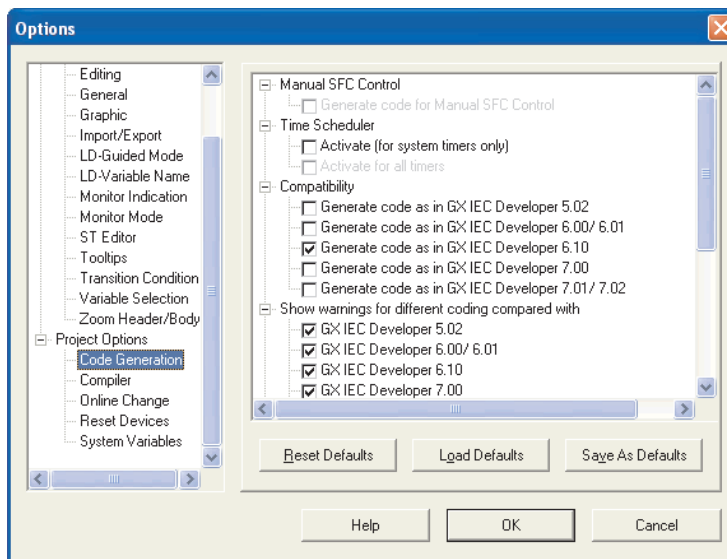 Options
Editing
General
Graphic
Import/Export
LD-Guided Mode
LD-Variable Name
Monitor Indication
Monitor Mode
ST Editor
Tooltips
Transition Condition
Variable Selection
Zoom Header/Body
Project Options
Code Generation
Compiler
Online Change
Reset Devices
System Variables
Manual SFC Control
Generate code for Manual SFC Control
Time Scheduler
Activate (for system timers only)
Activate for all timers
Compatibility
Generate code as in GX IEC Developer 5.02
Generate code as in GX IEC Developer 6.00/ 6.01
Generate code as in GX IEC Developer 6.10
Generate code as in GX IEC Developer 7.00
Generate code as in GX IEC Developer 7.01/ 7.02
Show warnings for different coding compared with
GX IEC Developer 5.02
GX IEC Developer 6.00/ 6.01
GX IEC Developer 6.10
GX IEC Developer 7.00
Reset Defaults
Load Defaults
Save As Defaults
Help
OK
Cancel